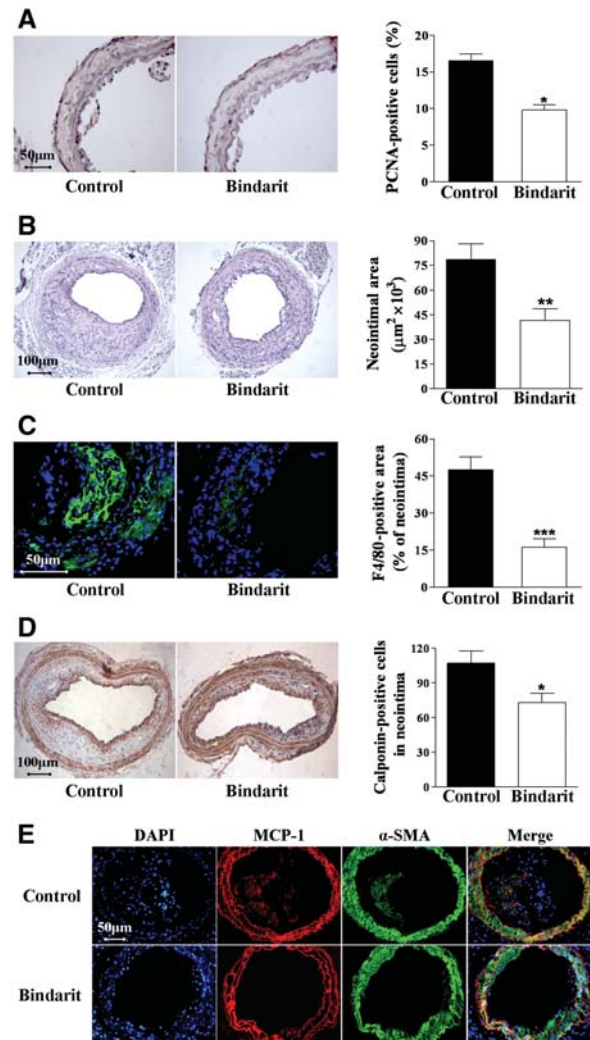 A
50μm
Control
Bindarit
PCNA-positive cells (%)
20
15
10
5
0
*
Control
Bindarit
B
100μm
Control
Bindarit
Neointimal area
(μm² ×10³)
105
90
75
60
45
30
15
0
**
Control
Bindarit
C
50μm
Control
Bindarit
F4/80-positive area
(% of neointima)
60
45
30
15
0
***
Control
Bindarit
D
100μm
Control
Bindarit
Calponin-positive cells
in neointima
120
90
60
30
0
*
Control
Bindarit
E
DAPI
MCP-1
α-SMA
Merge
Control
50μm
Bindarit